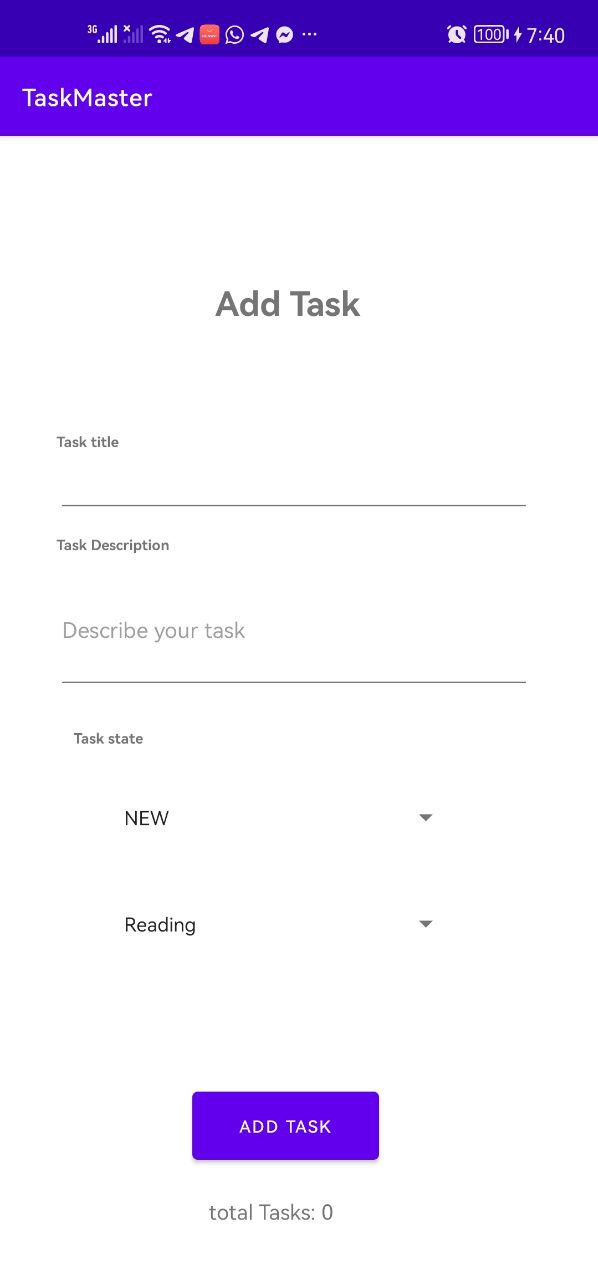 3G 100 7:40
TaskMaster
Add Task
Task title
Task Description
Describe your task
Task state
NEW
Reading
ADD TASK
total Tasks: 0